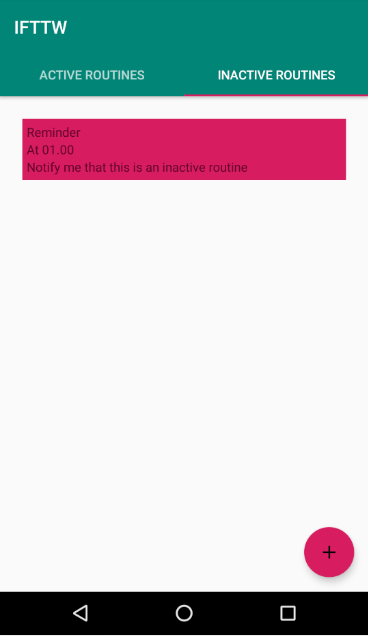 IFTTW
ACTIVE ROUTINES
INACTIVE ROUTINES
Reminder
At 01.00
Notify me that this is an inactive routine
+